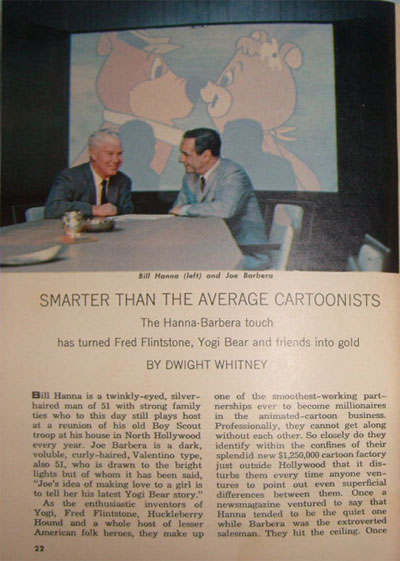 Bill Hanna (left) and Joe Barbera
SMARTER THAN THE AVERAGE CARTOONISTS
The Hanna-Barbera touch
has turned Fred Flintstone, Yogi Bear and friends into gold
BY DWIGHT WHITNEY
Bill Hanna is a twinkly-eyed, silver-
haired man of 51 with strong family
ties who to this day still plays host
at a reunion of his old Boy Scout
troop at his house in North Hollywood
every year. Joe Barbera is a dark,
voluble, curly-haired, Valentino type,
also 51, who is drawn to the bright
lights but of whom it has been said,
"Joe's idea of making love to a girl is
to tell her his latest Yogi Bear story."
As the enthusiastic inventors of
Yogi, Fred Flintstone, Huckleberry
Hound and a whole host of lesser
American folk heroes, they make up
one of the smoothest-working part-
nerships ever to become millionaires
in the animated-cartoon business.
Professionally, they cannot get along
without each other. So closely do they
identify within the confines of their
splendid new $1,250,000 cartoon factory
just outside Hollywood that it dis-
turbs them every time anyone ven-
tures to point out even superficial
differences between them. Once a
newsmagazine ventured to say that
Hanna tended to be the quiet one
while Barbera was the extroverted
salesman. They hit the ceiling. Once
22